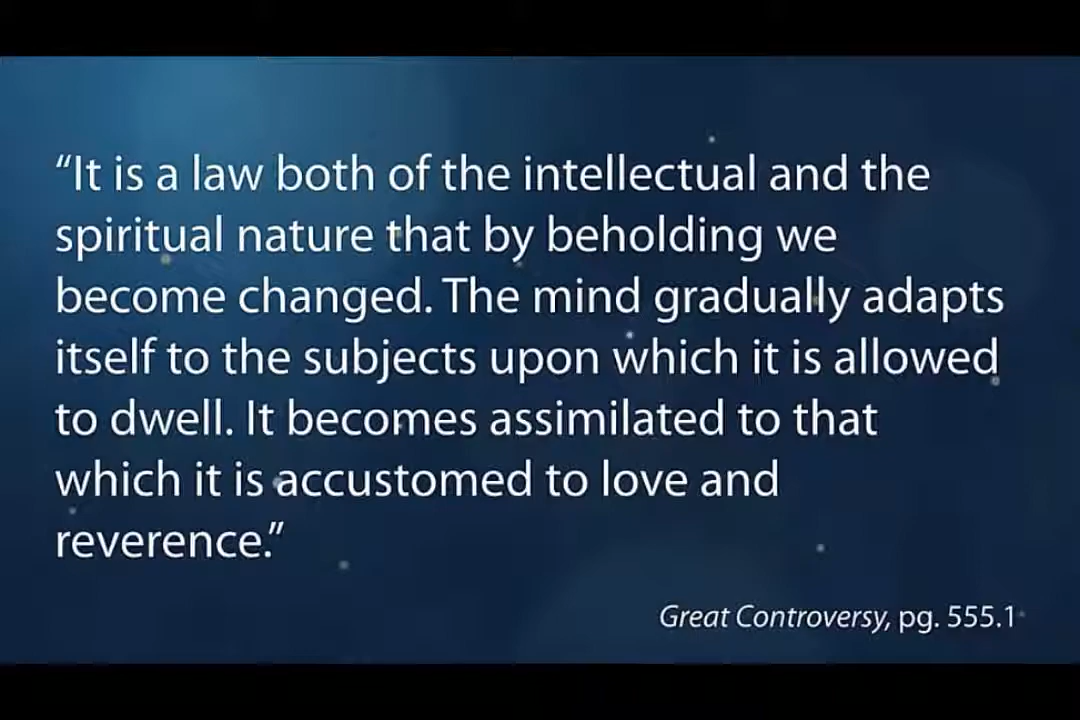 “It is a law both of the intellectual and the
spiritual nature that by beholding we
become changed. The mind gradually adapts
itself to the subjects upon which it is allowed
to dwell. It becomes assimilated to that
which it is accustomed to love and
reverence.”
Great Controversy, pg. 555.1